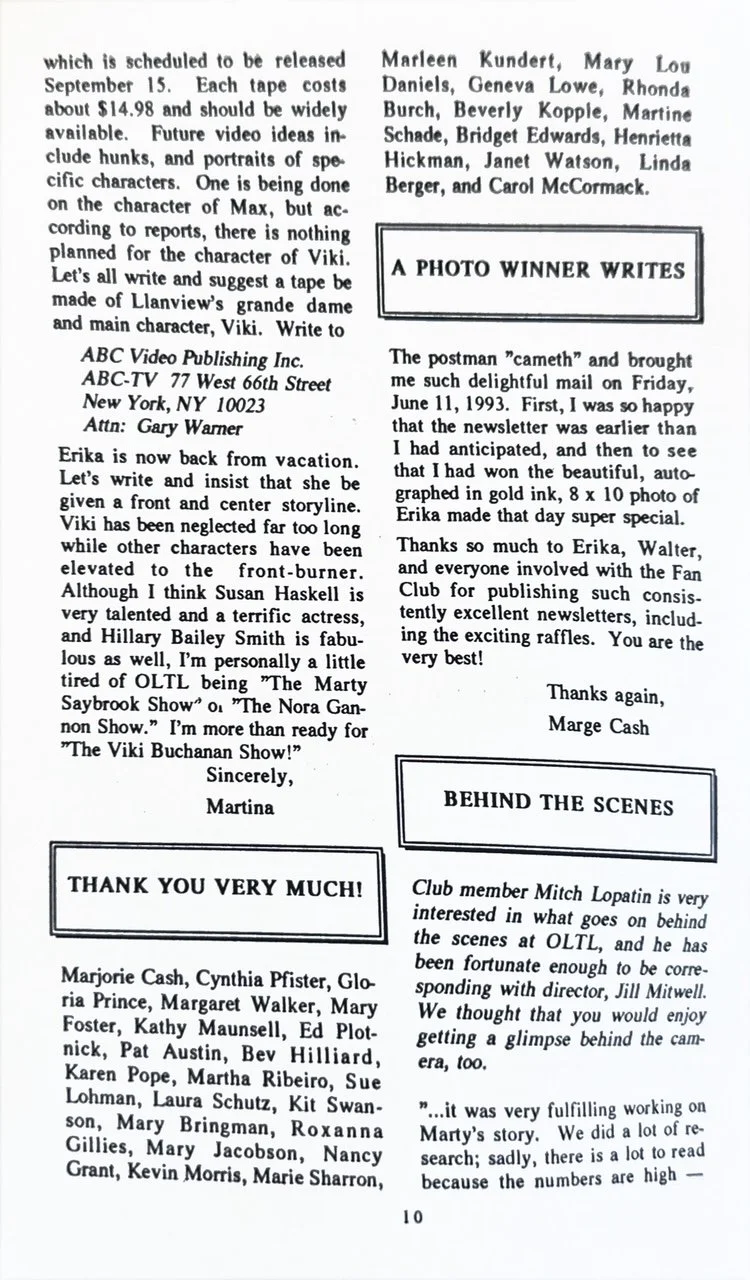 which is scheduled to be released
September 15. Each tape costs
about $14.98 and should be widely
available. Future video ideas in-
clude hunks, and portraits of spe-
cific characters. One is being done
on the character of Max, but ac-
cording to reports, there is nothing
planned for the character of Viki.
Let's all write and suggest a tape be
made of Llanview's grande dame
and main character, Viki. Write to
ABC Video Publishing Inc.
ABC-TV 77 West 66th Street
New York, NY 10023
Attn: Gary Warner
Erika is now back from vacation.
Let's write and insist that she be
given a front and center storyline.
Viki has been neglected far too long
while other characters have been
elevated to the front-burner.
Although I think Susan Haskell is
very talented and a terrific actress,
and Hillary Bailey Smith is fabu-
lous as well, I'm personally a little
tired of OLTL being "The Marty
Saybrook Show" or "The Nora Gan-
non Show." I'm more than ready for
"The Viki Buchanan Show!"
Sincerely,
Martina
THANK YOU VERY MUCH!
Marjorie Cash, Cynthia Pfister, Glo-
ria Prince, Margaret Walker, Mary
Foster, Kathy Maunsell, Ed Plot-
nick, Pat Austin, Bev Hilliard,
Karen Pope, Martha Ribeiro, Sue
Lohman, Laura Schutz, Kit Swan-
son, Mary Bringman, Roxanna
Gillies, Mary Jacobson, Nancy
Grant, Kevin Morris, Marie Sharron,
Marleen Kundert, Mary Lou
Daniels, Geneva Lowe, Rhonda
Burch, Beverly Kopple, Martine
Schade, Bridget Edwards, Henrietta
Hickman, Janet Watson, Linda
Berger, and Carol McCormack.
A PHOTO WINNER WRITES
The postman "cameth" and brought
me such delightful mail on Friday,
June 11, 1993. First, I was so happy
that the newsletter was earlier than
I had anticipated, and then to see
that I had won the beautiful, auto-
graphed in gold ink, 8 x 10 photo of
Erika made that day super special.
Thanks so much to Erika, Walter,
and everyone involved with the Fan
Club for publishing such consis-
tently excellent newsletters, includ-
ing the exciting raffles. You are the
very best!
Thanks again,
Marge Cash
BEHIND THE SCENES
Club member Mitch Lopatin is very
interested in what goes on behind
the scenes at OLTL, and he has
been fortunate enough to be corre-
sponding with director, Jill Mitwell.
We thought that you would enjoy
getting a glimpse behind the cam-
era, too.
"...it was very fulfilling working on
Marty's story. We did a lot of re-
search; sadly, there is a lot to read
because the numbers are high —
10